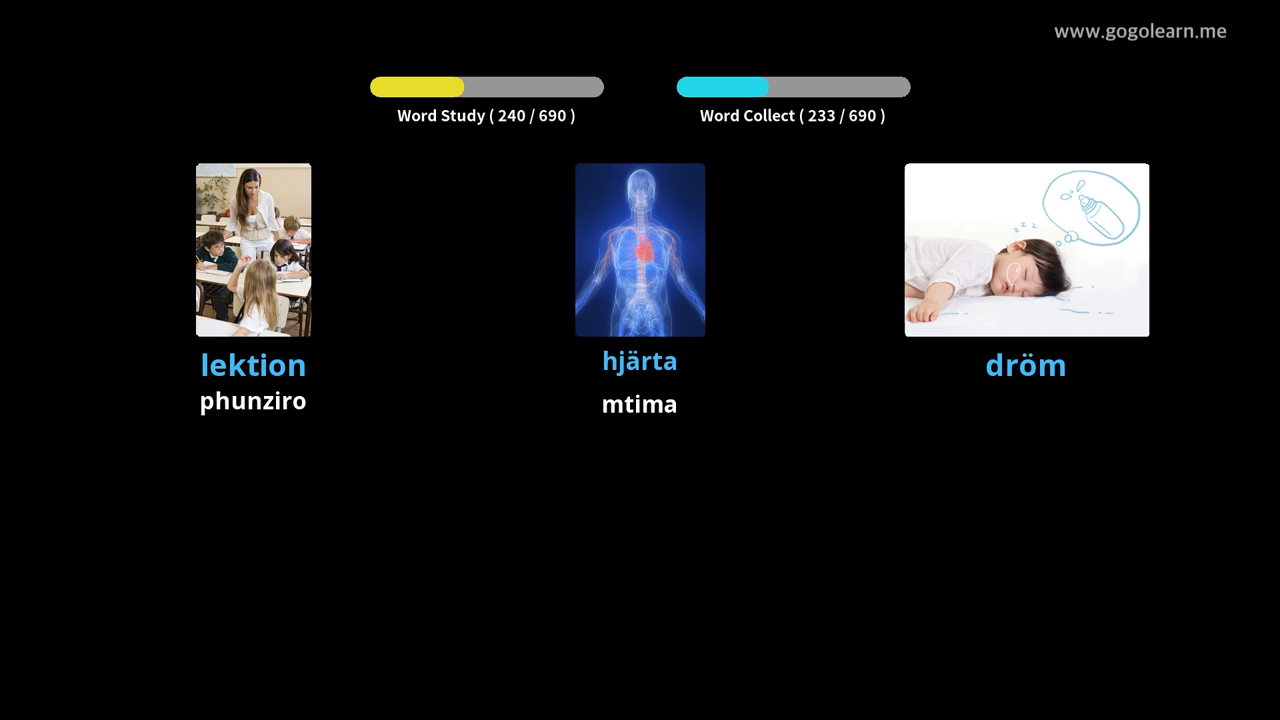 www.gogolearn.me
Word Study ( 240 / 690 )
Word Collect ( 233 / 690 )
lektion
phunziro
hjärta
mtima
dröm
z z z